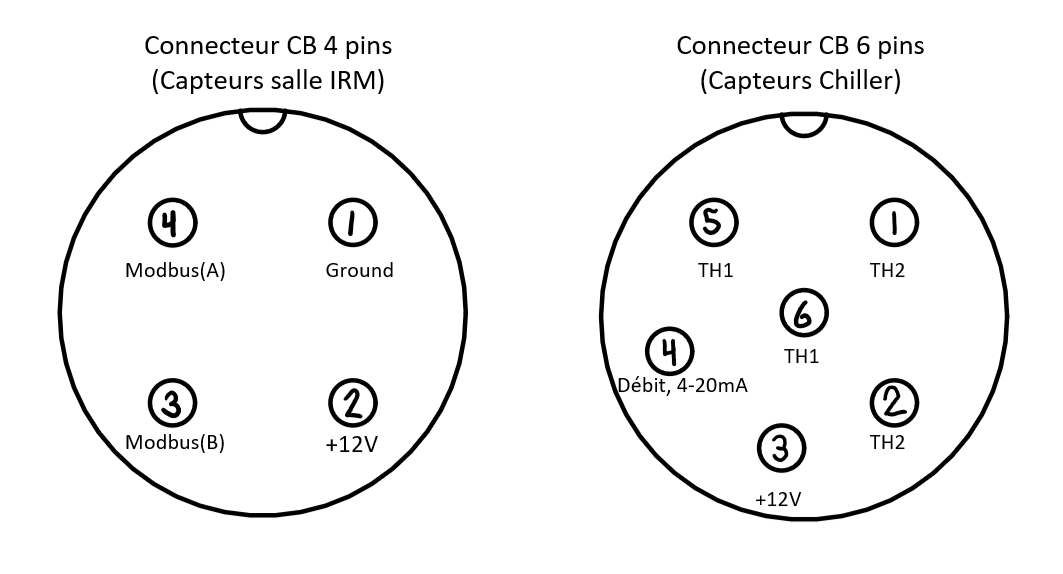 Connecteur CB 4 pins
(Capteurs salle IRM)
4
1
Modbus(A)
Ground
3
2
Modbus(B)
+12V
Connecteur CB 6 pins
(Capteurs Chiller)
5
1
TH1
TH2
6
TH1
4
Débit, 4-20mA
2
TH2
3
+12V